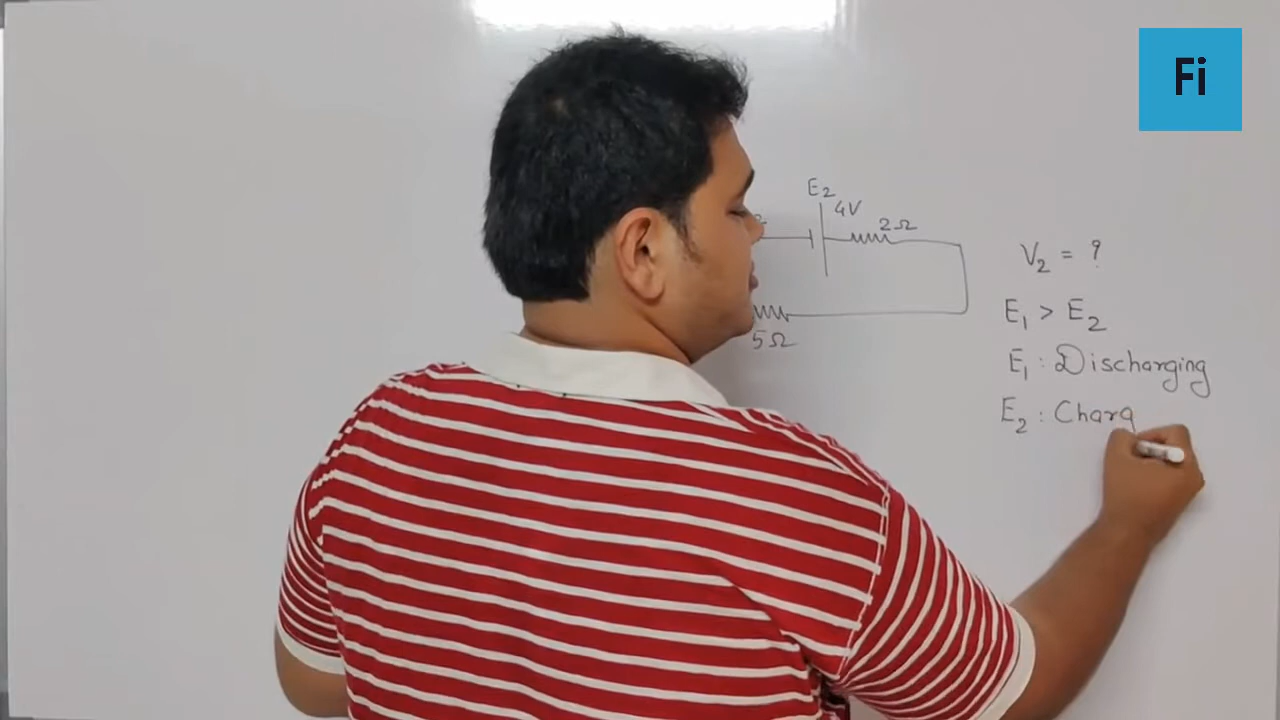 Fi
E2
4V
2Ω
5Ω
V2 = ?
E1 > E2
E1 : Discharging
E2 : Charg